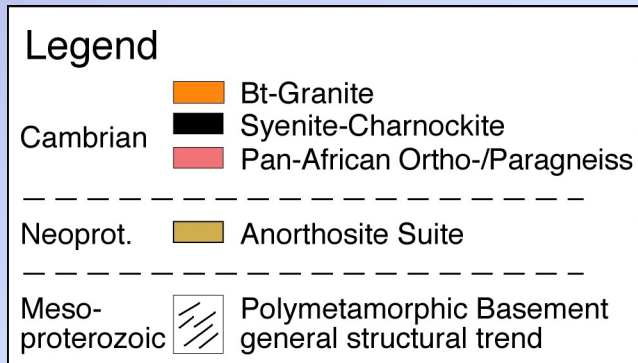 Legend
Bt-Granite
Cambrian
Syenite-Charnockite
Pan-African Ortho-/Paragneiss
Neoprot.
Anorthosite Suite
Meso-
proterozoic
Polymetamorphic Basement
general structural trend